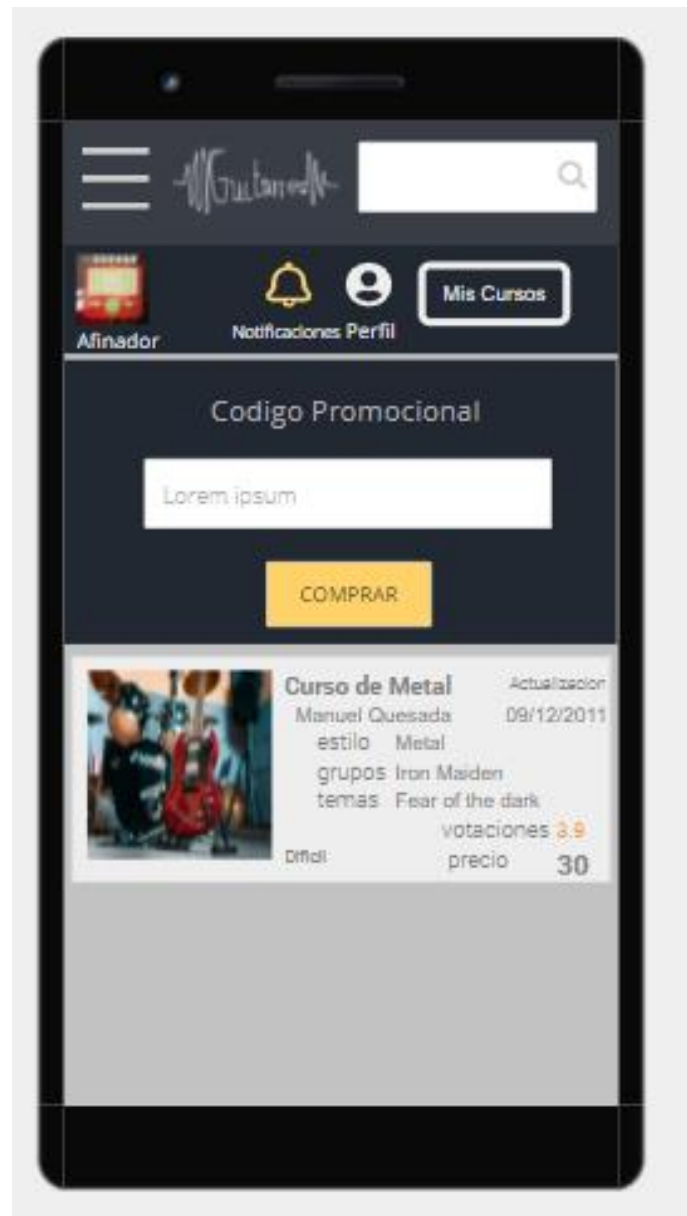 Mis Cursos
Afinador
Notificaciones Perfil
Codigo Promocional
Lorem ipsum
COMPRAR
Curso de Metal Actualizacion
Manuel Quesada 09/12/2011
estilo Metal
grupos Iron Maiden
temas Fear of the dark
votaciones 3.9
Dificil precio 30